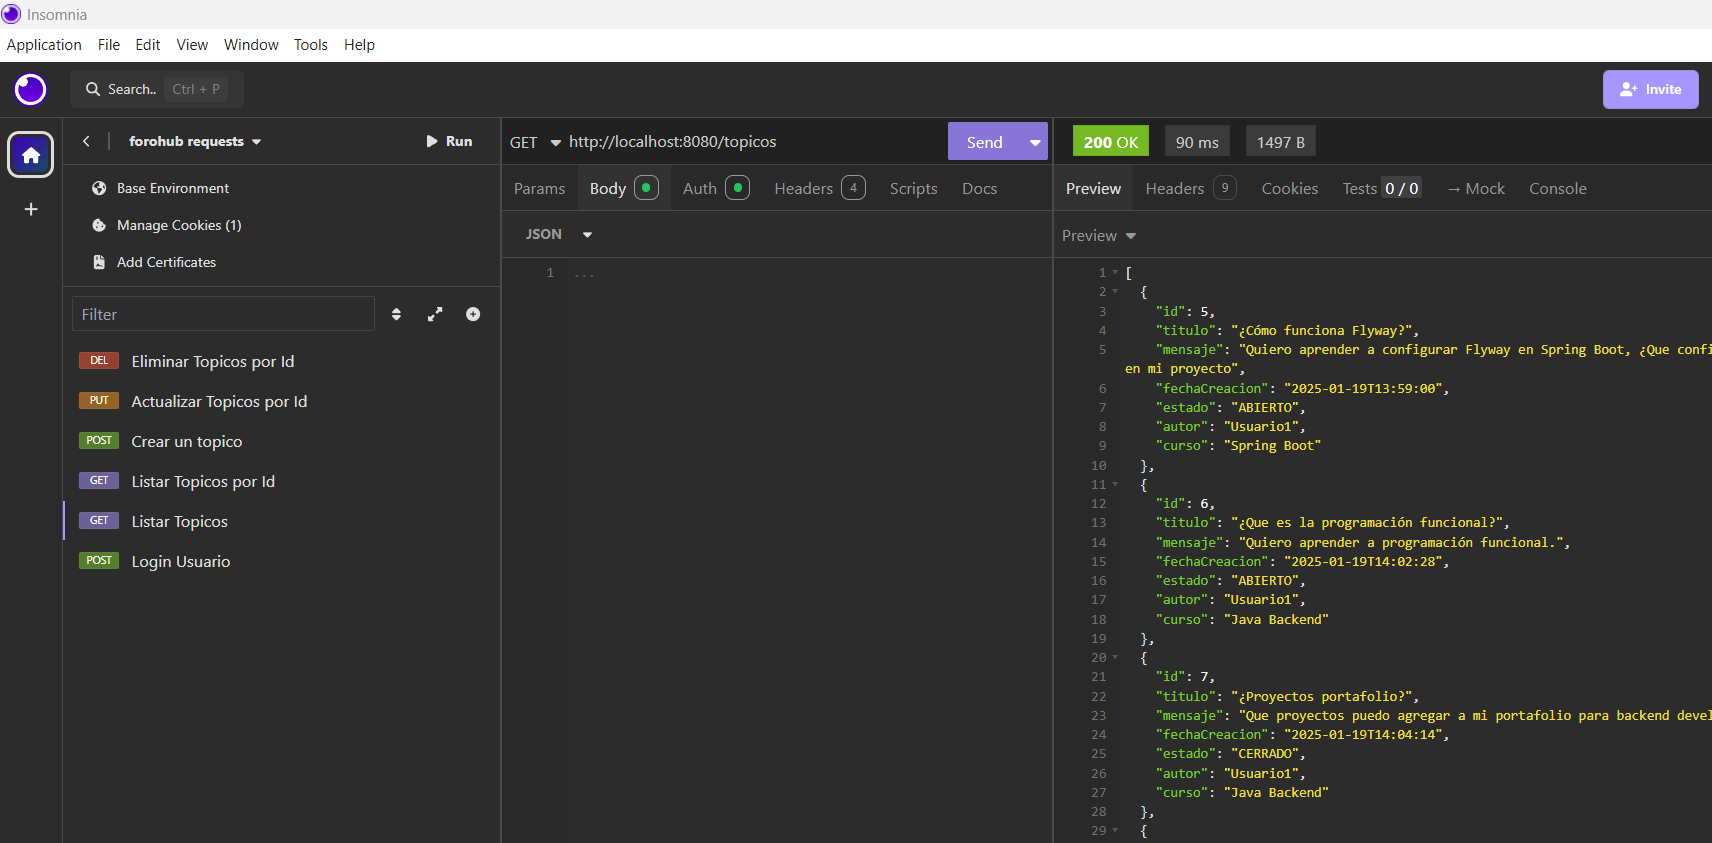 Insomnia
Application File Edit View Window Tools Help
Search.. Ctrl + P
Invite
forohub requests
Run
Base Environment
Manage Cookies (1)
Add Certificates
Filter
DEL Eliminar Topicos por Id
PUT Actualizar Topicos por Id
POST Crear un topico
GET Listar Topicos por Id
GET Listar Topicos
POST Login Usuario
GET http://localhost:8080/topicos Send
Params Body Auth Headers 4 Scripts Docs
JSON
1 ...
200 OK 90 ms 1497 B
Preview Headers 9 Cookies Tests 0 / 0 → Mock Console
Preview
1 [
2 {
3 "id": 5,
4 "titulo": "¿Cómo funciona Flyway?",
5 "mensaje": "Quiero aprender a configurar Flyway en Spring Boot, ¿Que confi
en mi proyecto",
6 "fechaCreacion": "2025-01-19T13:59:00",
7 "estado": "ABIERTO",
8 "autor": "Usuario1",
9 "curso": "Spring Boot"
10 },
11 {
12 "id": 6,
13 "titulo": "¿Que es la programación funcional?",
14 "mensaje": "Quiero aprender a programación funcional.",
15 "fechaCreacion": "2025-01-19T14:02:28",
16 "estado": "ABIERTO",
17 "autor": "Usuario1",
18 "curso": "Java Backend"
19 },
20 {
21 "id": 7,
22 "titulo": "¿Proyectos portafolio?",
23 "mensaje": "Que proyectos puedo agregar a mi portafolio para backend devel
24 "fechaCreacion": "2025-01-19T14:04:14",
25 "estado": "CERRADO",
26 "autor": "Usuario1",
27 "curso": "Java Backend"
28 },
29 {